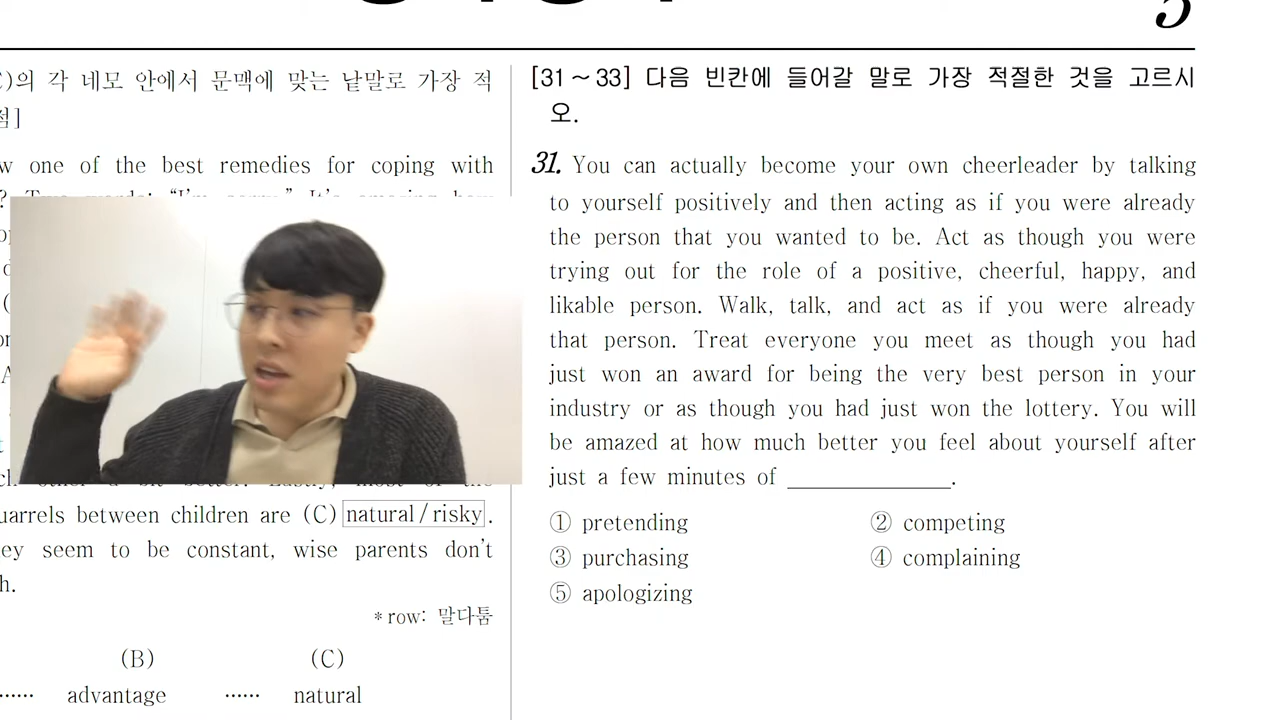 5
)의 각 네모 안에서 문맥에 맞는 낱말로 가장 적
점]
one of the best remedies for coping with
uarrels between children are (C) natural / risky .
ey seem to be constant, wise parents don't
h.
*row: 말다툼
(B) (C)
...... advantage ...... natural
[31～33] 다음 빈칸에 들어갈 말로 가장 적절한 것을 고르시
오.
31. You can actually become your own cheerleader by talking
to yourself positively and then acting as if you were already
the person that you wanted to be. Act as though you were
trying out for the role of a positive, cheerful, happy, and
likable person. Walk, talk, and act as if you were already
that person. Treat everyone you meet as though you had
just won an award for being the very best person in your
industry or as though you had just won the lottery. You will
be amazed at how much better you feel about yourself after
just a few minutes of ______________.
① pretending ② competing
③ purchasing ④ complaining
⑤ apologizing